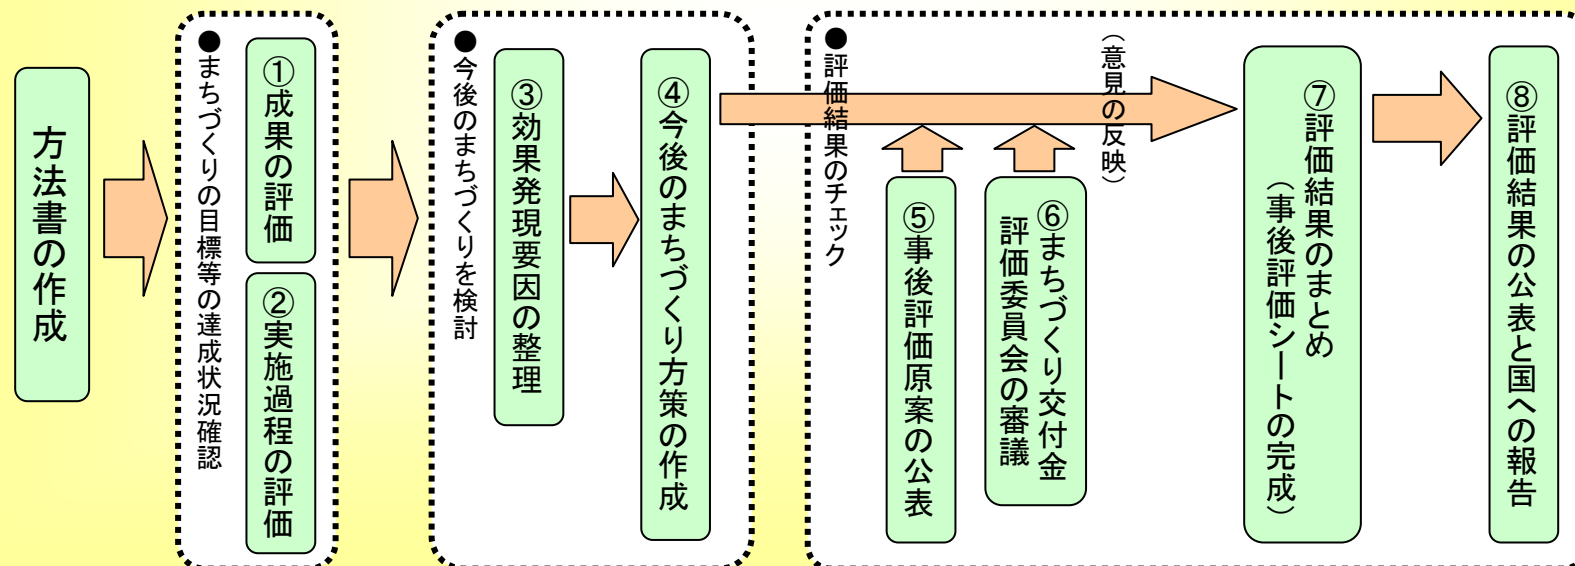 方法書の作成
●まちづくりの目標等の達成状況確認
①成果の評価
②実施過程の評価
●今後のまちづくりを検討
③効果発現要因の整理
④今後のまちづくり方策の作成
●評価結果のチェック
(意見の反映)
⑤事後評価原案の公表
⑥まちづくり交付金
評価委員会の審議
⑦評価結果のまとめ
(事後評価シートの完成)
⑧評価結果の公表と国への報告